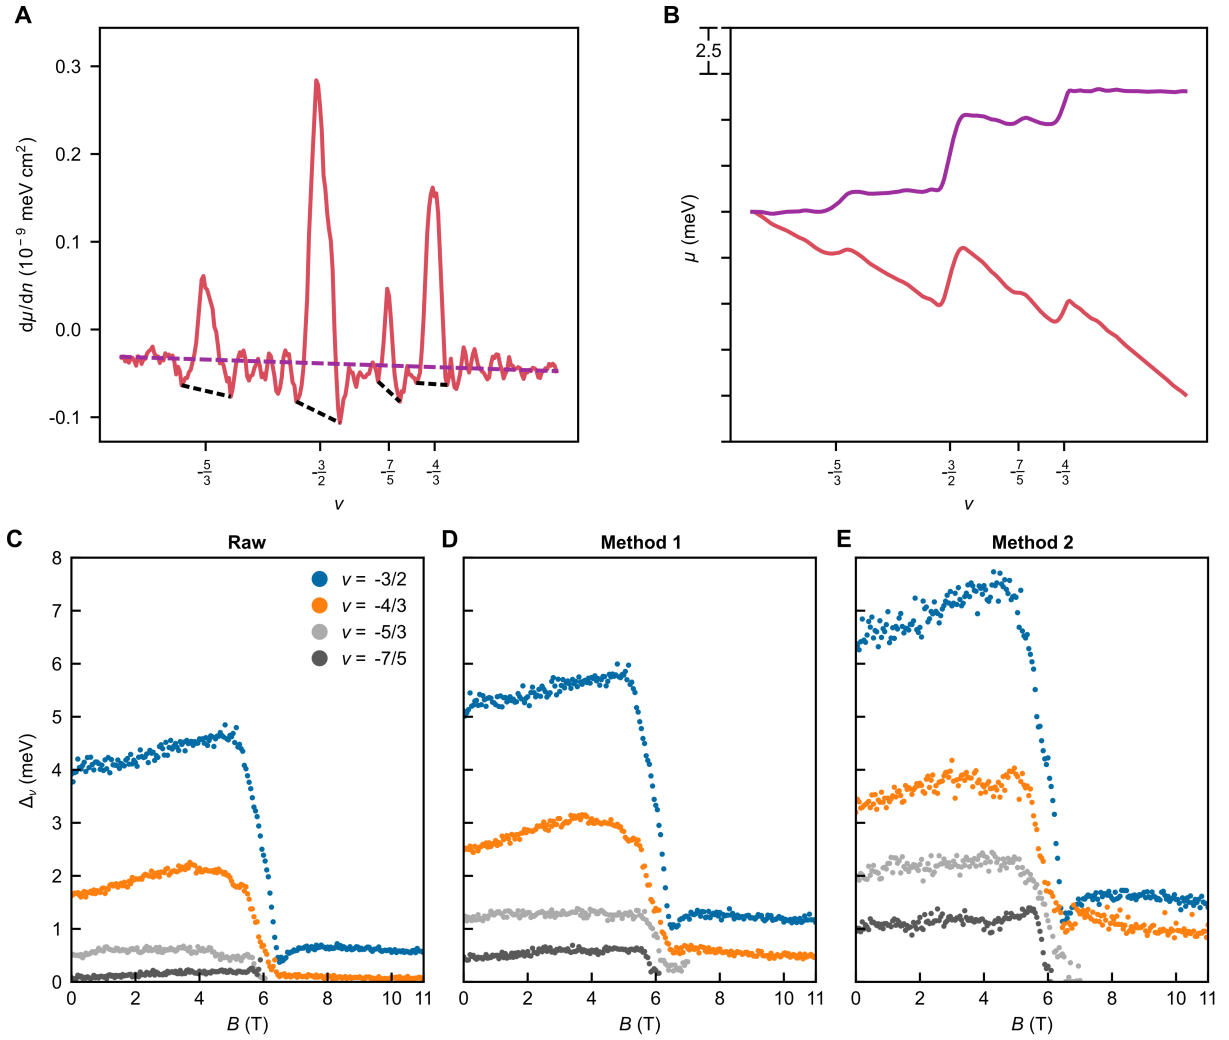 A
0.3
0.2
0.1
0.0
-0.1
dμ/dn (10⁻⁹ meV cm²)
-5/3
-3/2
-7/5
-4/3
ν
B
2.5
μ (meV)
-5/3
-3/2
-7/5
-4/3
ν
C
Raw
8
7
6
5
4
3
2
1
0
Δν (meV)
ν = -3/2
ν = -4/3
ν = -5/3
ν = -7/5
0 2 4 6 8 10 11
B (T)
D
Method 1
0 2 4 6 8 10 11
B (T)
E
Method 2
0 2 4 6 8 10 11
B (T)